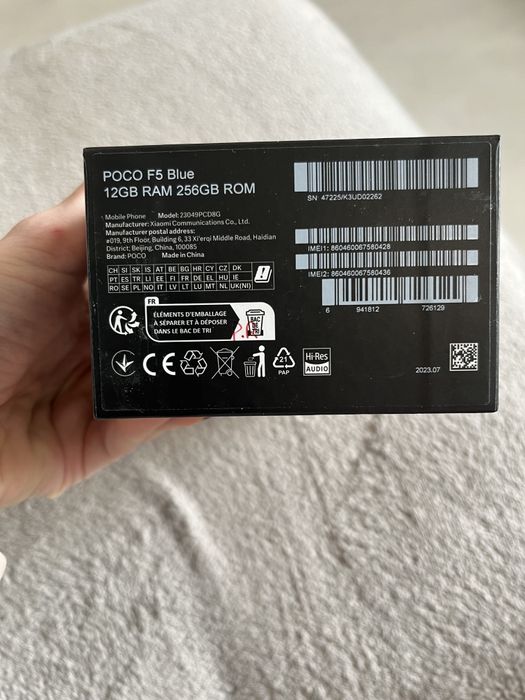 POCO F5 Blue
12GB RAM 256GB ROM
Mobile Phone Model: 23049PCD8G
Manufacturer: Xiaomi Communications Co., Ltd.
Manufacturer postal address:
#019, 9th Floor, Building 6, 33 Xi'erqi Middle Road, Haidian
District, Beijing, China, 100085
Brand: POCO Made in China
CH SI SK IS AT BE BG HR CY CZ DK
PT ES TR LI EE FI FR DE EL HU IE
RO SE PL NO IT LV LT LU MT NL UK(NI)
FR
ÉLÉMENTS D'EMBALLAGE
À SÉPARER ET À DÉPOSER
DANS LE BAC DE TRI
BAC
DE
TRI
CE
21
PAP
Hi-Res
AUDIO
SN: 47225/K3UD02262
IMEI1: 860460067580428
IMEI2: 860460067580436
6 941812 726129
2023.07